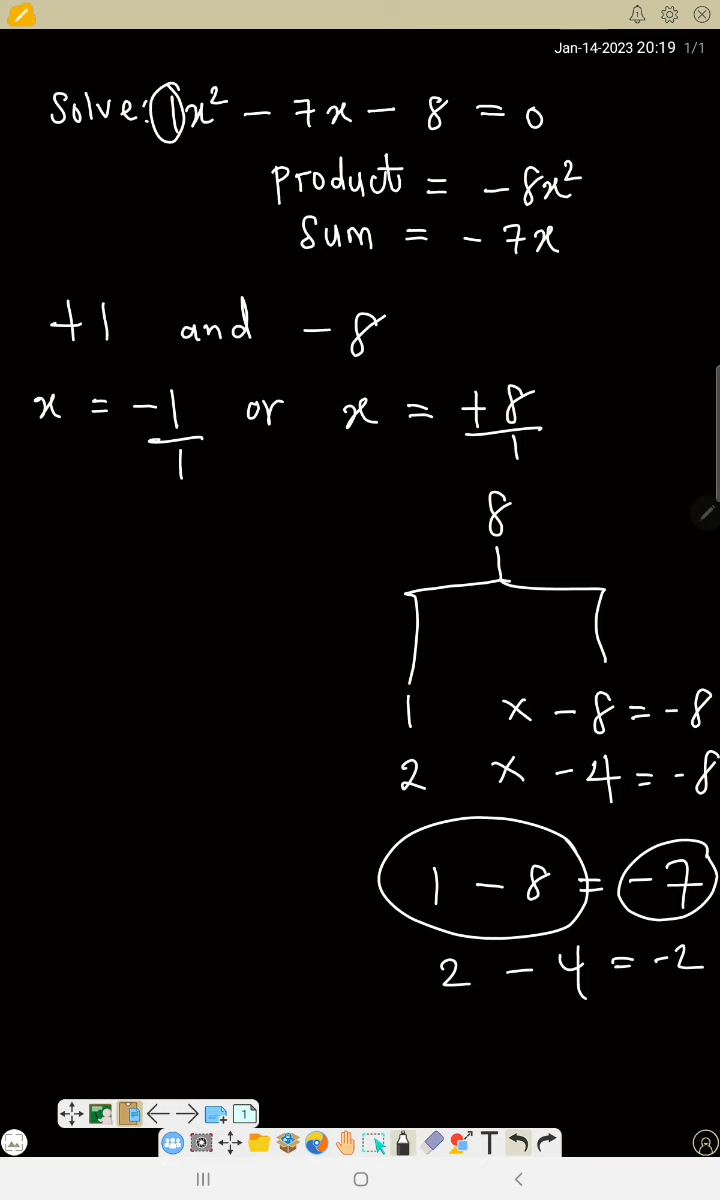 Jan-14-2023 20:19 1/1
Solve: 1x² - 7x - 8 = 0
product = - 8x²
Sum = - 7x
+1 and - 8
x = -1/1 or x = +8/1
8
1 x - 8 = - 8
2 x - 4 = - 8
1 - 8 = - 7
2 - 4 = - 2
1
T